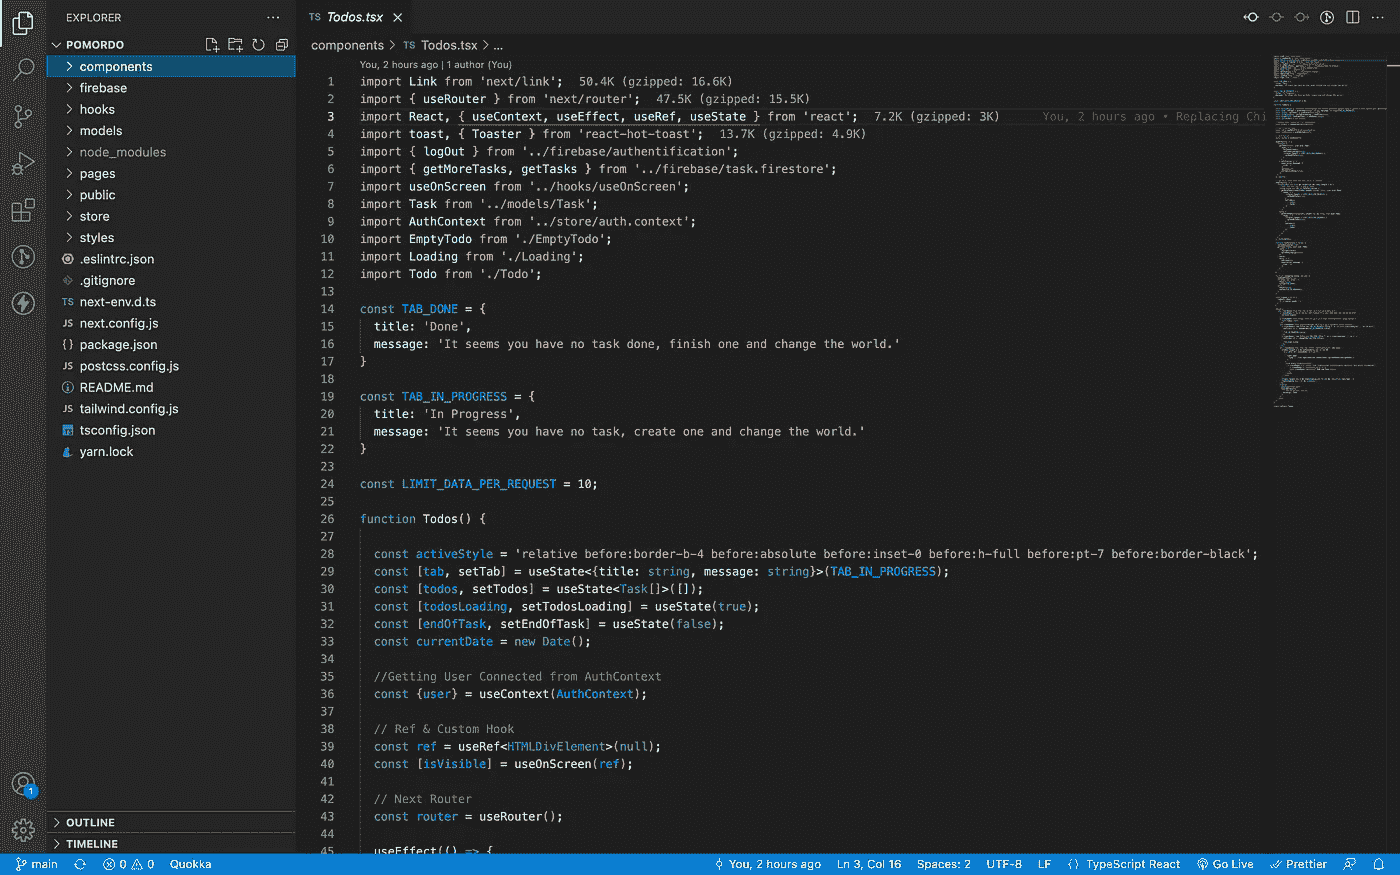 EXPLORER
POMORDO
components
firebase
hooks
models
node_modules
pages
public
store
styles
.eslintrc.json
.gitignore
TS next-env.d.ts
JS next.config.js
{} package.json
JS postcss.config.js
README.md
JS tailwind.config.js
tsconfig.json
yarn.lock
OUTLINE
TIMELINE
1
TS Todos.tsx
components > TS Todos.tsx > ...
You, 2 hours ago | 1 author (You)
1 import Link from 'next/link'; 50.4K (gzipped: 16.6K)
2 import { useRouter } from 'next/router'; 47.5K (gzipped: 15.5K)
3 import React, { useContext, useEffect, useRef, useState } from 'react'; 7.2K (gzipped: 3K) You, 2 hours ago • Replacing Chi
4 import toast, { Toaster } from 'react-hot-toast'; 13.7K (gzipped: 4.9K)
5 import { logOut } from '../firebase/authentification';
6 import { getMoreTasks, getTasks } from '../firebase/task.firestore';
7 import useOnScreen from '../hooks/useOnScreen';
8 import Task from '../models/Task';
9 import AuthContext from '../store/auth.context';
10 import EmptyTodo from './EmptyTodo';
11 import Loading from './Loading';
12 import Todo from './Todo';
13
14 const TAB_DONE = {
15 title: 'Done',
16 message: 'It seems you have no task done, finish one and change the world.'
17 }
18
19 const TAB_IN_PROGRESS = {
20 title: 'In Progress',
21 message: 'It seems you have no task, create one and change the world.'
22 }
23
24 const LIMIT_DATA_PER_REQUEST = 10;
25
26 function Todos() {
27
28 const activeStyle = 'relative before:border-b-4 before:absolute before:inset-0 before:h-full before:pt-7 before:border-black';
29 const [tab, setTab] = useState<{title: string, message: string}>(TAB_IN_PROGRESS);
30 const [todos, setTodos] = useState<Task[]>([]);
31 const [todosLoading, setTodosLoading] = useState(true);
32 const [endOfTask, setEndOfTask] = useState(false);
33 const currentDate = new Date();
34
35 //Getting User Connected from AuthContext
36 const {user} = useContext(AuthContext);
37
38 // Ref & Custom Hook
39 const ref = useRef<HTMLDivElement>(null);
40 const [isVisible] = useOnScreen(ref);
41
42 // Next Router
43 const router = useRouter();
44
45 useEffect(() => {
main 0 0 Quokka You, 2 hours ago Ln 3, Col 16 Spaces: 2 UTF-8 LF {} TypeScript React Go Live Prettier